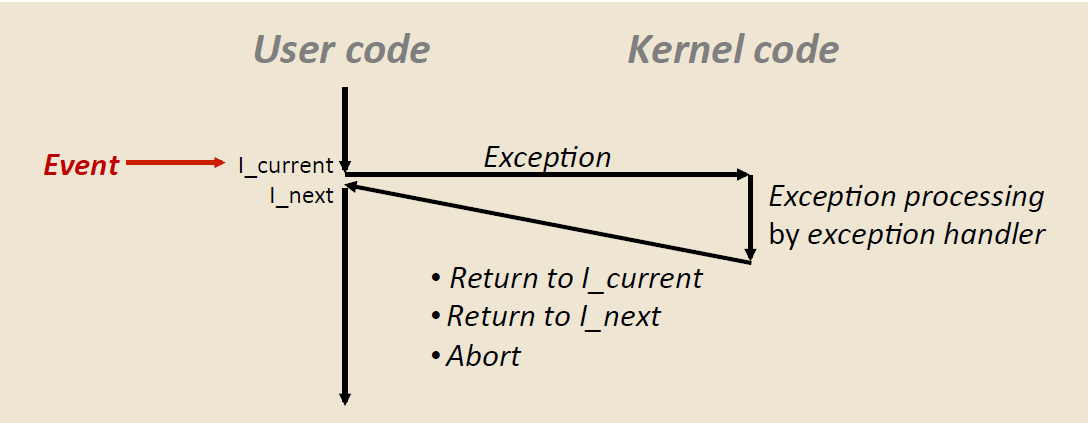 User code
Kernel code
Event
I_current
Exception
I_next
Exception processing
by exception handler
• Return to I_current
• Return to I_next
• Abort